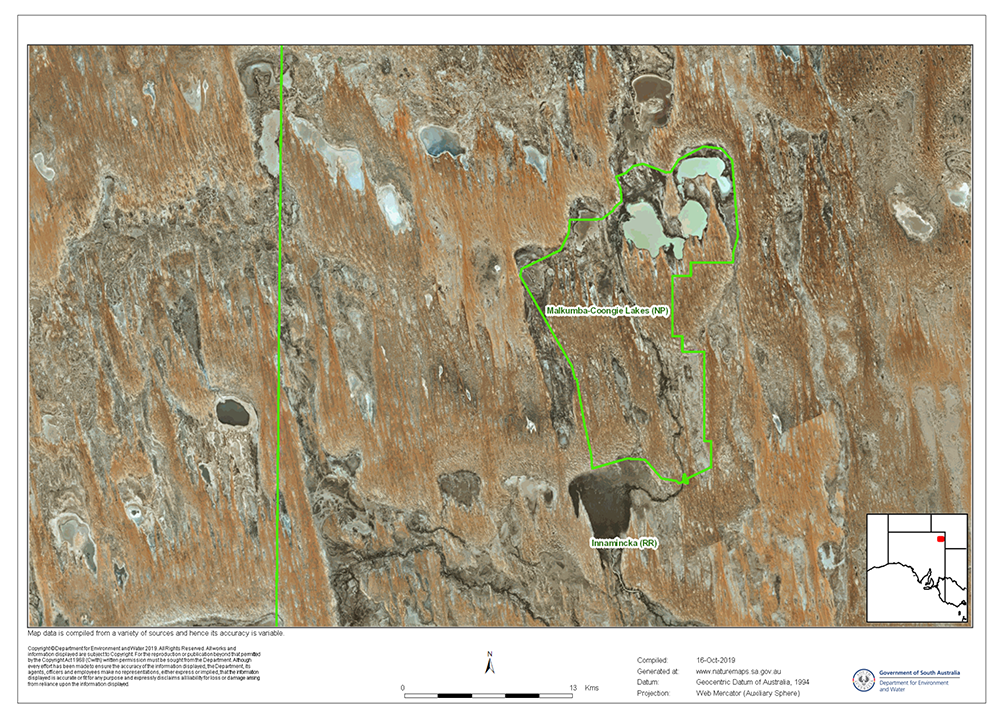 Malkumba-Coongie Lakes (NP)
Innamincka (RR)
Map data is compiled from a variety of sources and hence its accuracy is variable.
Copyright © Department for Environment and Water 2019. All Rights Reserved. All works and
information displayed are subject to Copyright. For the reproduction or publication beyond that permitted
by the Copyright Act 1968 (Cwlth) written permission must be sought from the Department. Although
every effort has been made to ensure the accuracy of the information displayed, the Department, its
agents, officers and employees make no representations, either express or implied, that the information
displayed is accurate or fit for any purpose and expressly disclaims all liability for loss or damage arising
from reliance upon the information displayed.
N
0 13 Kms
Compiled: 16-Oct-2019
Generated at: www.naturemaps.sa.gov.au
Datum: Geocentric Datum of Australia, 1994
Projection: Web Mercator (Auxiliary Sphere)
Government of South Australia
Department for Environment
and Water